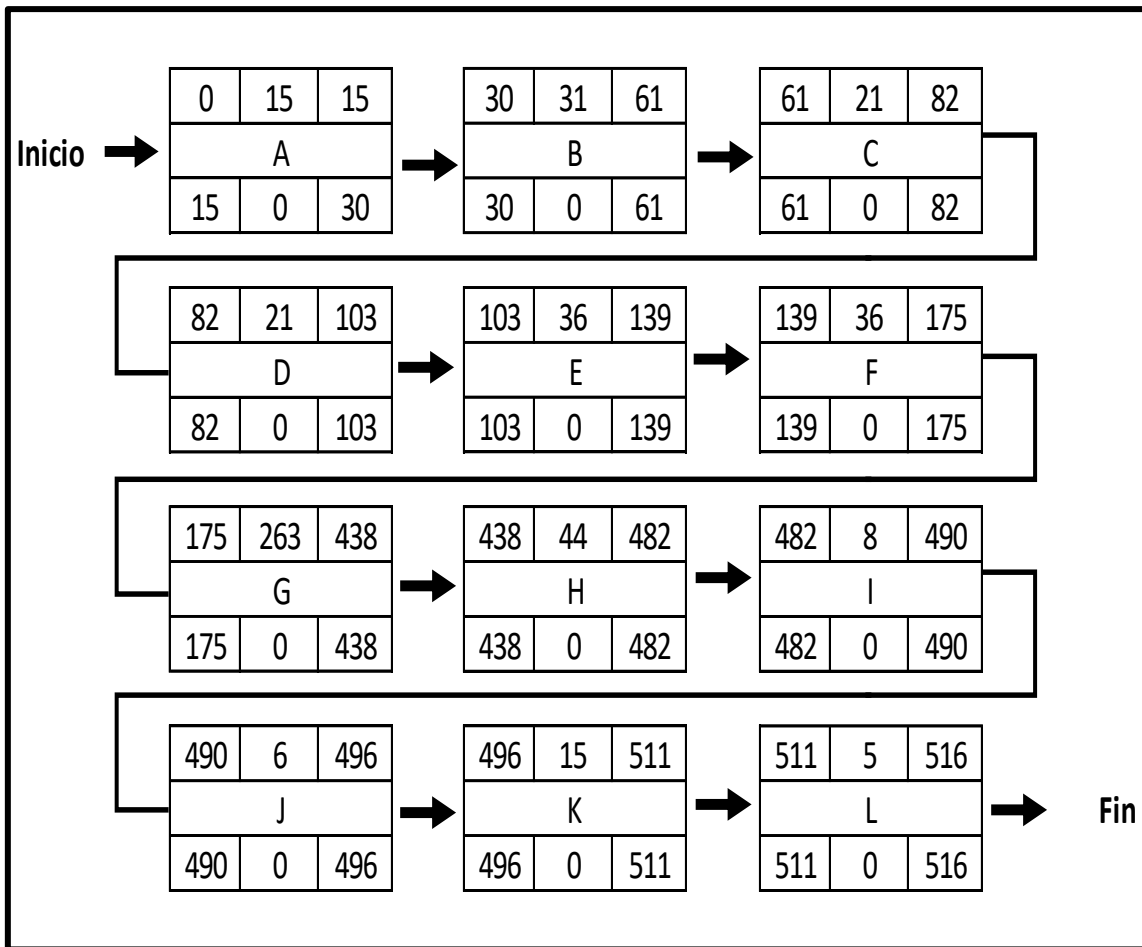 0 15 15 30 31 61 61 21 82
Inicio A B C
15 0 30 30 0 61 61 0 82
82 21 103 103 36 139 139 36 175
D E F
82 0 103 103 0 139 139 0 175
175 263 438 438 44 482 482 8 490
G H I
175 0 438 438 0 482 482 0 490
490 6 496 496 15 511 511 5 516
J K L Fin
490 0 496 496 0 511 511 0 516